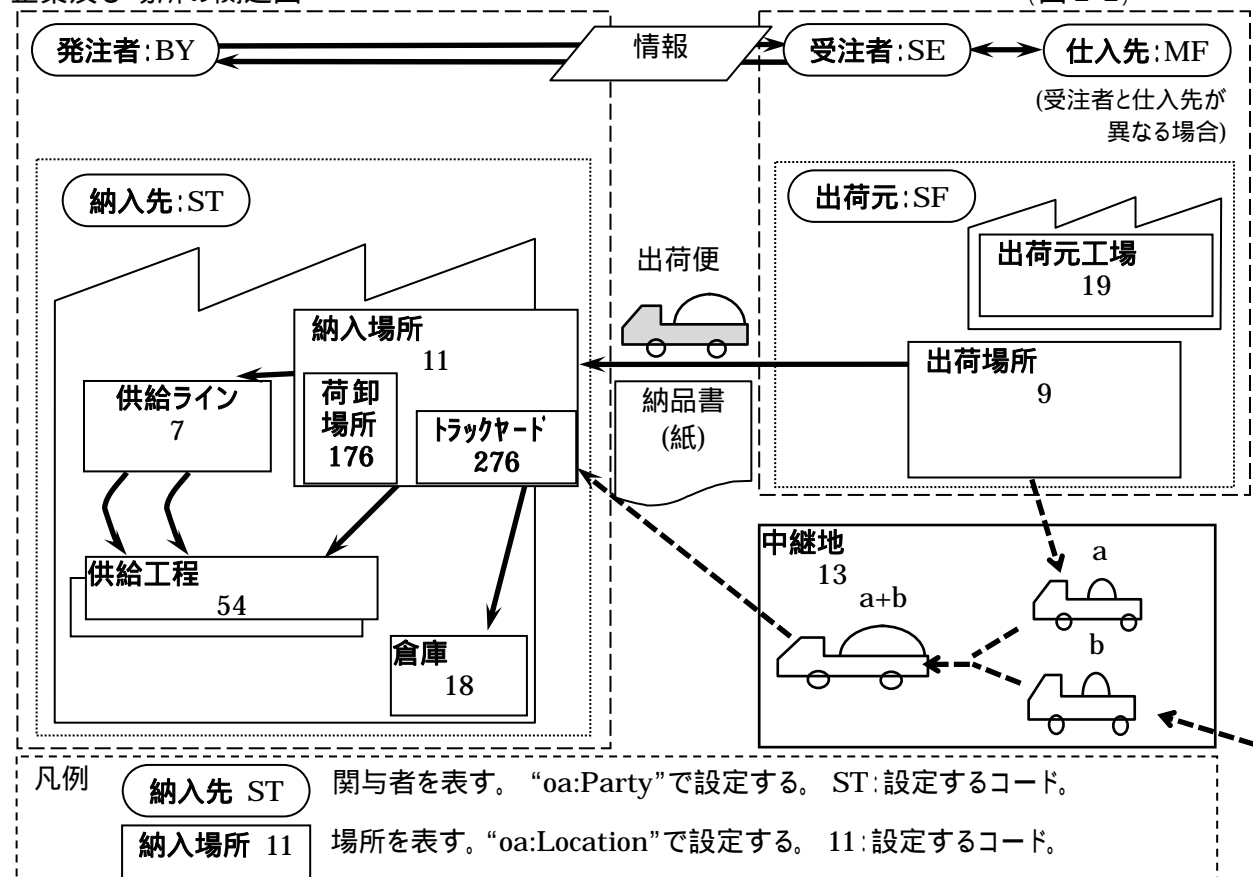 発注者:BY
情報
受注者:SE
仕入先:MF
(受注者と仕入先が
異なる場合)
納入先:ST
出荷元:SF
出荷元工場
19
出荷便
納入場所
11
出荷場所
9
供給ライン
7
荷卸
場所
176
トラックヤード
276
納品書
(紙)
中継地
13
a
a+b
b
供給工程
54
倉庫
18
凡例
納入先 ST
関与者を表す。 “oa:Party”で設定する。 ST:設定するコード。
納入場所 11
場所を表す。“oa:Location”で設定する。 11:設定するコード。